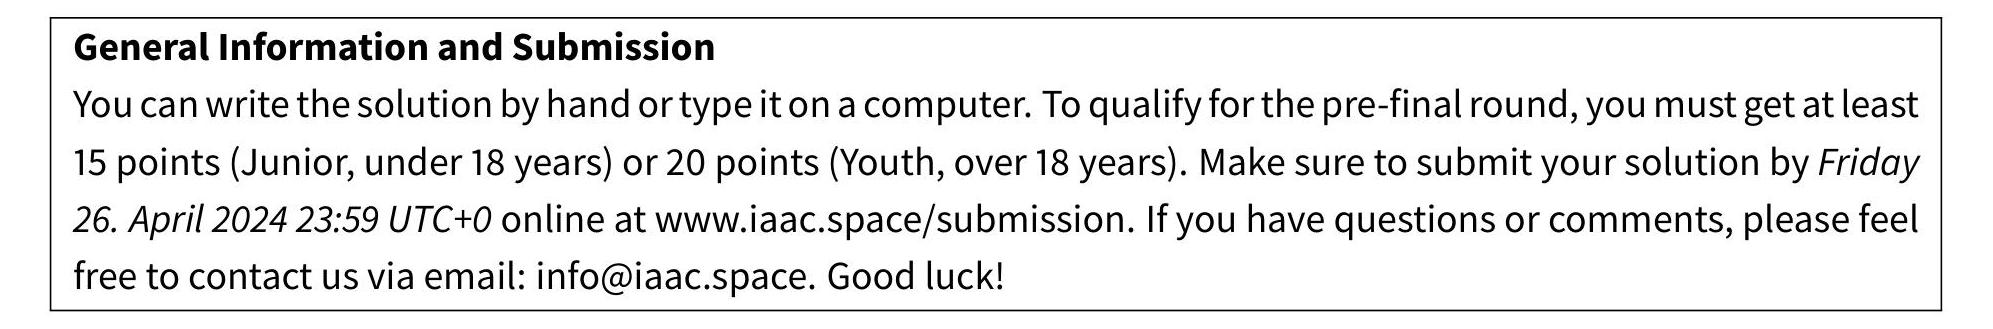 General Information and Submission
You can write the solution by hand or type it on a computer. To qualify for the pre-final round, you must get at least
15 points (Junior, under 18 years) or 20 points (Youth, over 18 years). Make sure to submit your solution by Friday
26. April 2024 23:59 UTC+0 online at www.iaac.space/submission. If you have questions or comments, please feel
free to contact us via email: info@iaac.space. Good luck!